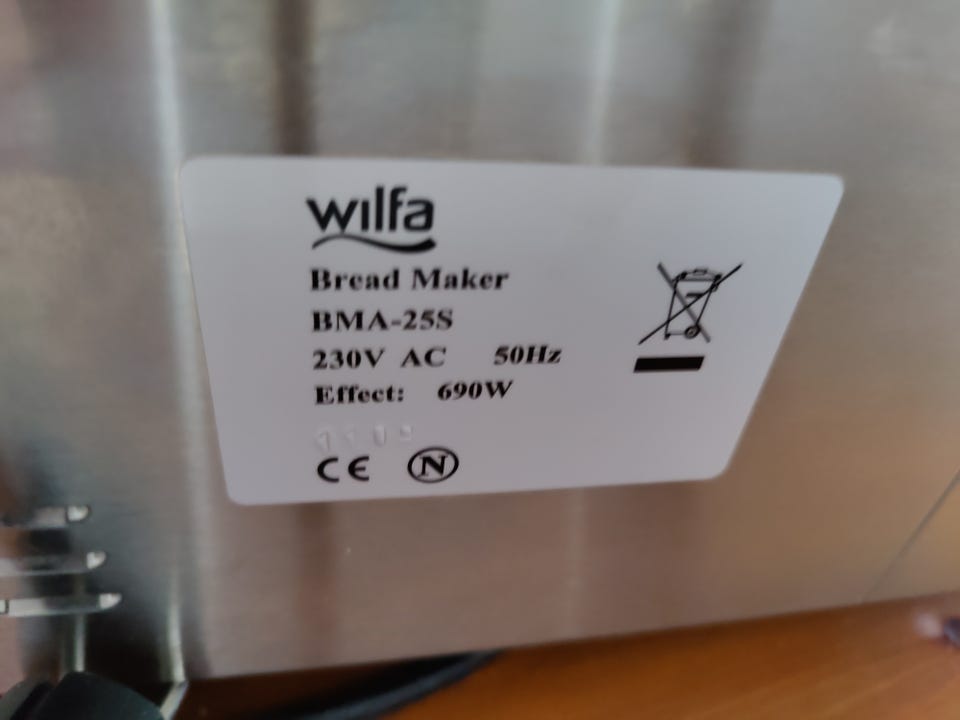 wilfa
Bread Maker
BMA-25S
230V AC 50Hz
Effect: 690W
CE N